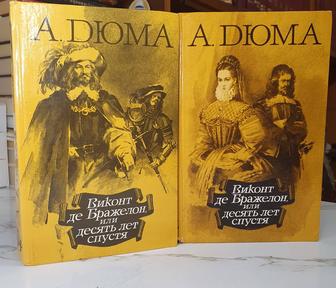 А. ДЮМА
Виконт
де Бражелон,
или
десять лет
спустя
А. ДЮМА
Виконт
де Бражелон,
или
десять лет
спустя